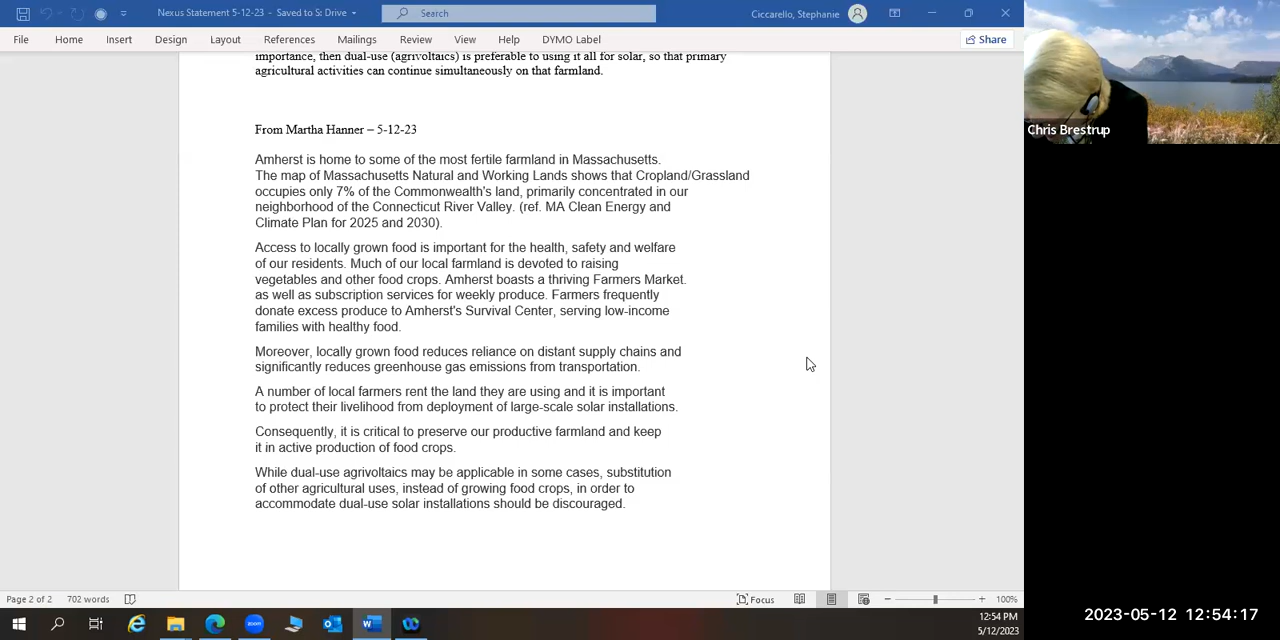 Nexus Statement 5-12-23 - Saved to S: Drive
Search
Ciccarello, Stephanie
File Home Insert Design Layout References Mailings Review View Help DYMO Label Share
importance, then dual-use (agrivoltaics) is preferable to using it all for solar, so that primary
agricultural activities can continue simultaneously on that farmland.
From Martha Hanner – 5-12-23
Amherst is home to some of the most fertile farmland in Massachusetts.
The map of Massachusetts Natural and Working Lands shows that Cropland/Grassland
occupies only 7% of the Commonwealth's land, primarily concentrated in our
neighborhood of the Connecticut River Valley. (ref. MA Clean Energy and
Climate Plan for 2025 and 2030).
Access to locally grown food is important for the health, safety and welfare
of our residents. Much of our local farmland is devoted to raising
vegetables and other food crops. Amherst boasts a thriving Farmers Market.
as well as subscription services for weekly produce. Farmers frequently
donate excess produce to Amherst's Survival Center, serving low-income
families with healthy food.
Moreover, locally grown food reduces reliance on distant supply chains and
significantly reduces greenhouse gas emissions from transportation.
A number of local farmers rent the land they are using and it is important
to protect their livelihood from deployment of large-scale solar installations.
Consequently, it is critical to preserve our productive farmland and keep
it in active production of food crops.
While dual-use agrivoltaics may be applicable in some cases, substitution
of other agricultural uses, instead of growing food crops, in order to
accommodate dual-use solar installations should be discouraged.
Page 2 of 2 702 words Focus 100%
zoom
12:54 PM
5/12/2023
Chris Brestrup
2023-05-12 12:54:17